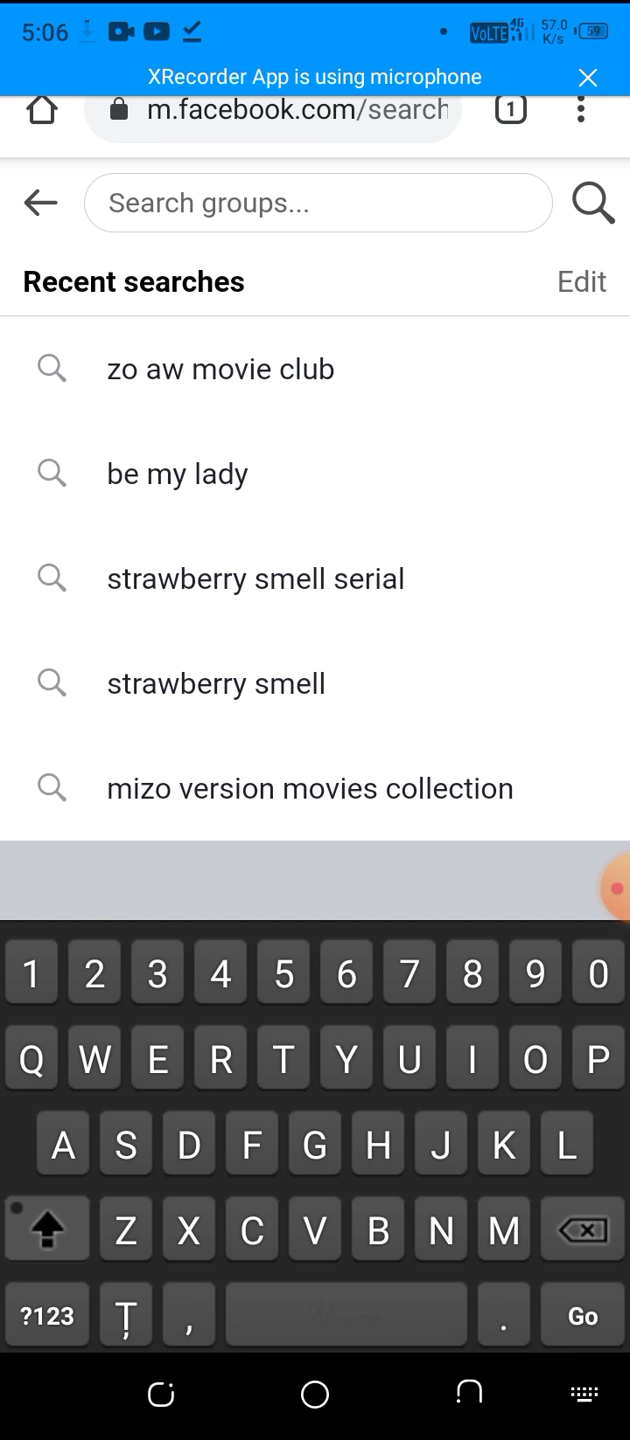 5:06 VoLTE 4G 57.0 K/s 59
XRecorder App is using microphone
m.facebook.com/search 1
Search groups...
Recent searches Edit
zo aw movie club
be my lady
strawberry smell serial
strawberry smell
mizo version movies collection
1 2 3 4 5 6 7 8 9 0
Q W E R T Y U I O P
A S D F G H J K L
Z X C V B N M
?123 Ṭ , . Go